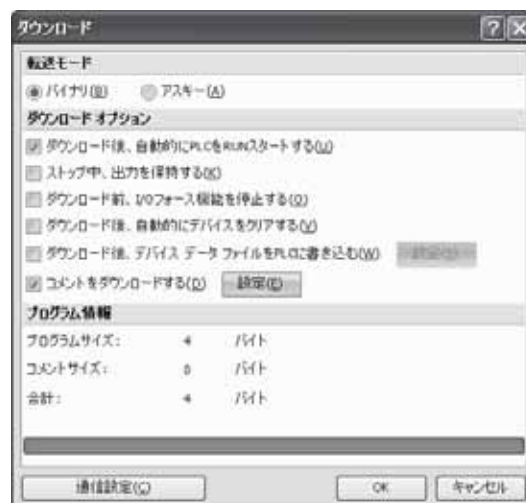 ダウンロード
転送モード
バイナリ(B) アスキー(A)
ダウンロード オプション
ダウンロード後、自動的にPLCをRUNスタートする(U)
ストップ中、出力を保持する(K)
ダウンロード前、I/Oフォース機能を停止する(O)
ダウンロード後、自動的にデバイスをクリアする(V)
ダウンロード後、デバイス データ ファイルをPLCに書き込む(W)
コメントをダウンロードする(D) 設定(E)
プログラム情報
プログラムサイズ: 4 バイト
コメントサイズ: 0 バイト
合計: 4 バイト
通信設定(C) OK キャンセル